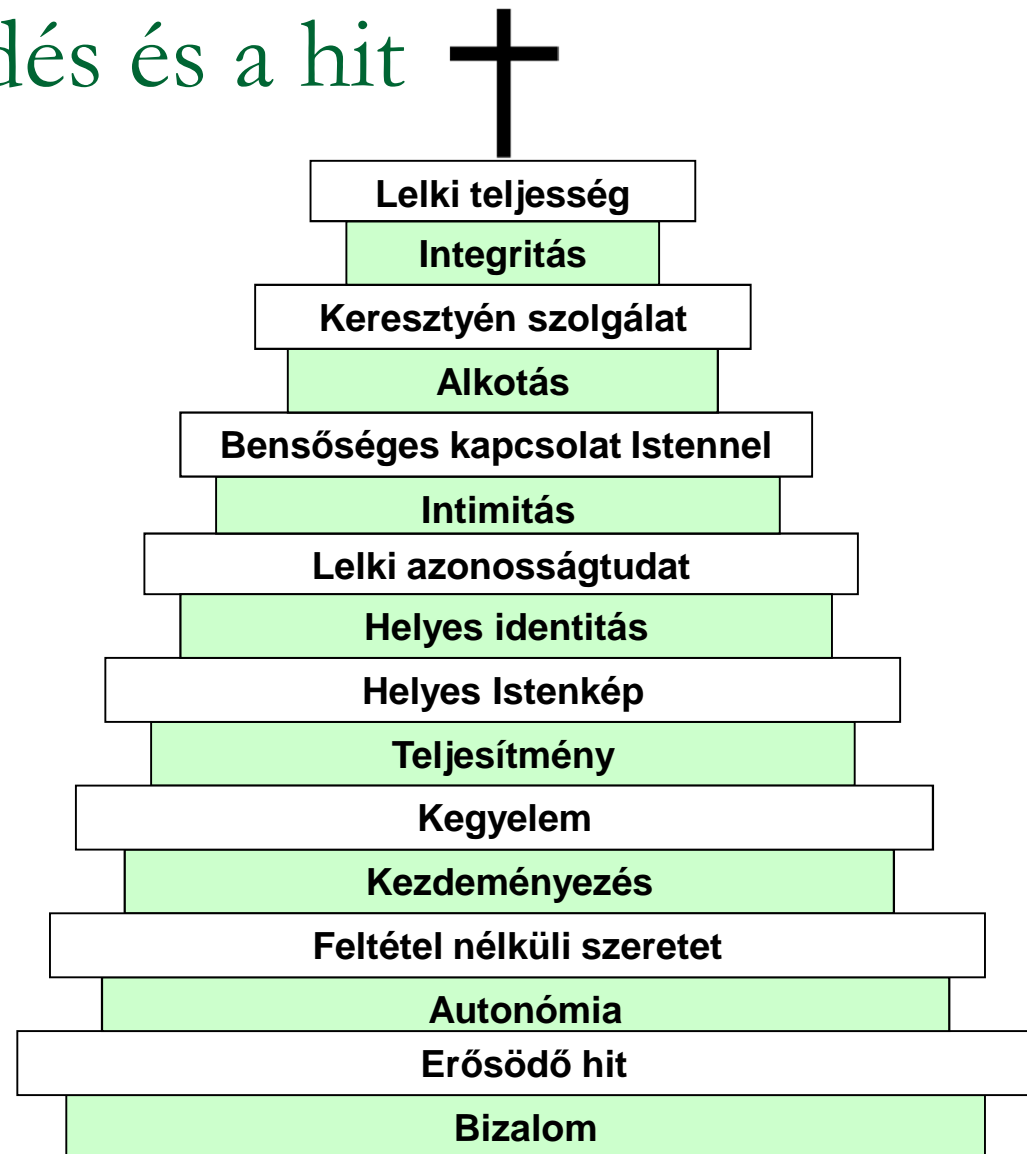 dés és a hit
Lelki teljesség
Integritás
Keresztyén szolgálat
Alkotás
Bensőséges kapcsolat Istennel
Intimitás
Lelki azonosságtudat
Helyes identitás
Helyes Istenkép
Teljesítmény
Kegyelem
Kezdeményezés
Feltétel nélküli szeretet
Autonómia
Erősödő hit
Bizalom